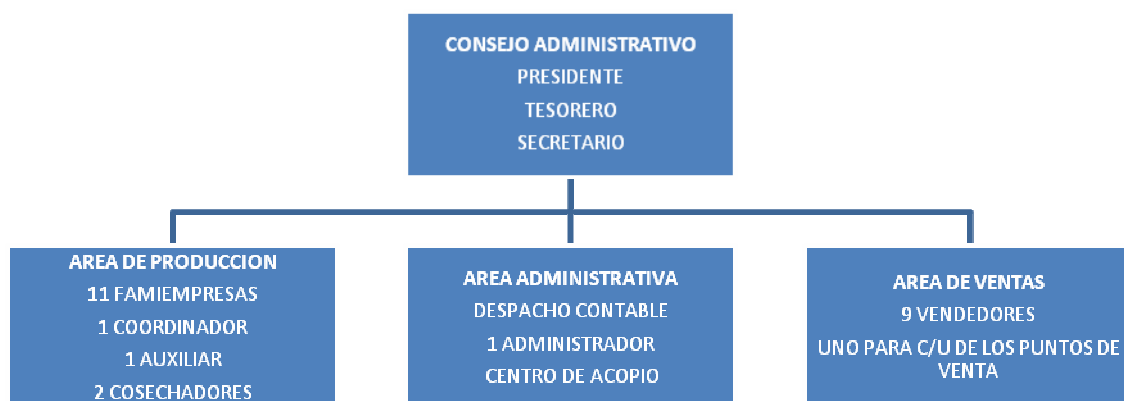 CONSEJO ADMINISTRATIVO
PRESIDENTE
TESORERO
SECRETARIO
AREA DE PRODUCCION
11 FAMIEMPRESAS
1 COORDINADOR
1 AUXILIAR
2 COSECHADORES
AREA ADMINISTRATIVA
DESPACHO CONTABLE
1 ADMINISTRADOR
CENTRO DE ACOPIO
AREA DE VENTAS
9 VENDEDORES
UNO PARA C/U DE LOS PUNTOS DE
VENTA